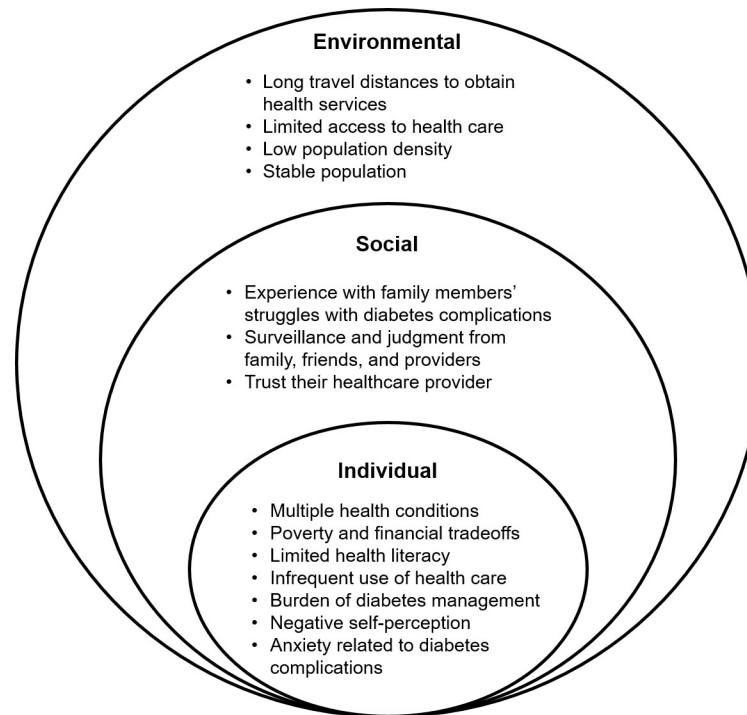 Environmental
• Long travel distances to obtain
health services
• Limited access to health care
• Low population density
• Stable population
Social
• Experience with family members’
struggles with diabetes complications
• Surveillance and judgment from
family, friends, and providers
• Trust their healthcare provider
Individual
• Multiple health conditions
• Poverty and financial tradeoffs
• Limited health literacy
• Infrequent use of health care
• Burden of diabetes management
• Negative self-perception
• Anxiety related to diabetes
complications